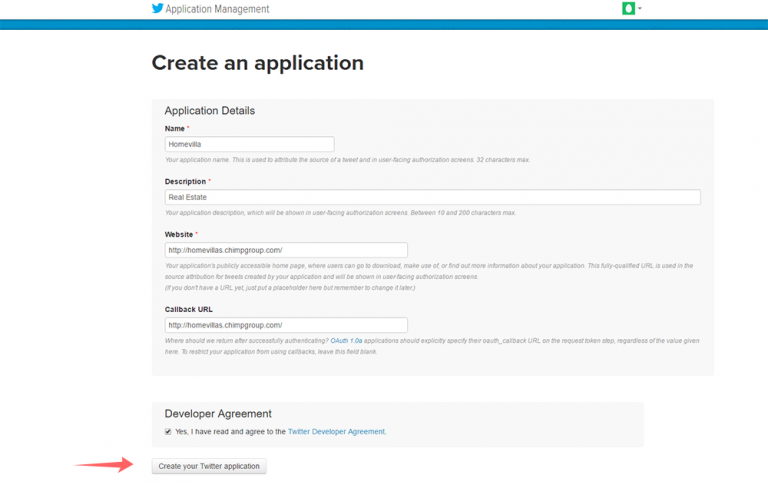 Application Management
Create an application
Application Details
Name *
Homevilla
Your application name. This is used to attribute the source of a tweet and in user-facing authorization screens. 32 characters max.
Description *
Real Estate
Your application description, which will be shown in user-facing authorization screens. Between 10 and 200 characters max.
Website *
http://homevillas.chimpgroup.com/
Your application's publicly accessible home page, where users can go to download, make use of, or find out more information about your application. This fully-qualified URL is used in the
source attribution for tweets created by your application and will be shown in user-facing authorization screens.
(If you don't have a URL yet, just put a placeholder here but remember to change it later.)
Callback URL
http://homevillas.chimpgroup.com/
Where should we return after successfully authenticating? OAuth 1.0a applications should explicitly specify their oauth_callback URL on the request token step, regardless of the value given
here. To restrict your application from using callbacks, leave this field blank.
Developer Agreement
Yes, I have read and agree to the Twitter Developer Agreement.
Create your Twitter application